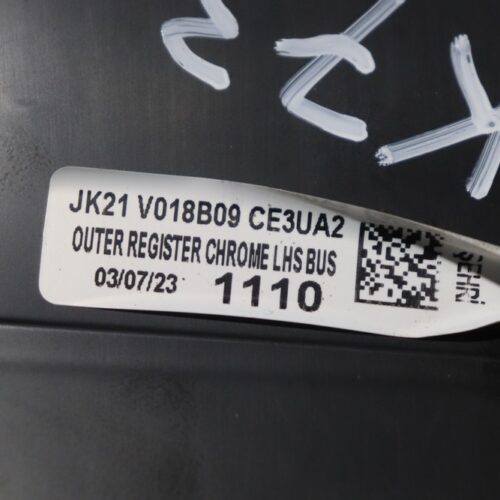 JK21 V018B09 CE3UA2
OUTER REGISTER CHROME LHS BUS
03/07/23 1110